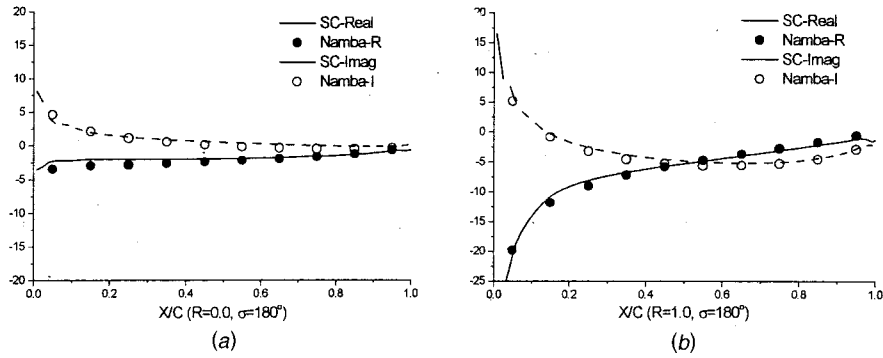 SC-Real
Namba-R
SC-Imag
Namba-I
20
15
10
5
0
-5
-10
-15
-20
0.0
0.2
0.4
0.6
0.8
1.0
X/C (R=0.0, σ=180°)
(a)
SC-Real
Namba-R
SC-Imag
Namba-I
20
15
10
5
0
-5
-10
-15
-20
-25
0.0
0.2
0.4
0.6
0.8
1.0
X/C (R=1.0, σ=180°)
(b)